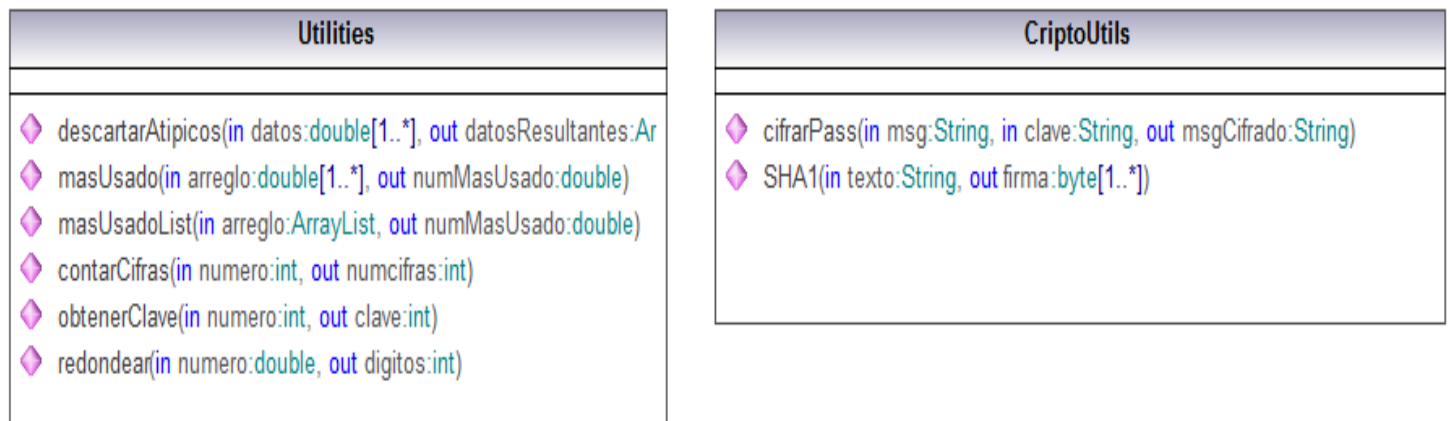 Utilities
descartarAtipicos(in datos:double[1..*], out datosResultantes:Ar
masUsado(in arreglo:double[1..*], out numMasUsado:double)
masUsadoList(in arreglo:ArrayList, out numMasUsado:double)
contarCifras(in numero:int, out numcifras:int)
obtenerClave(in numero:int, out clave:int)
redondear(in numero:double, out digitos:int)
CriptoUtils
cifrarPass(in msg:String, in clave:String, out msgCifrado:String)
SHA1(in texto:String, out firma:byte[1..*])